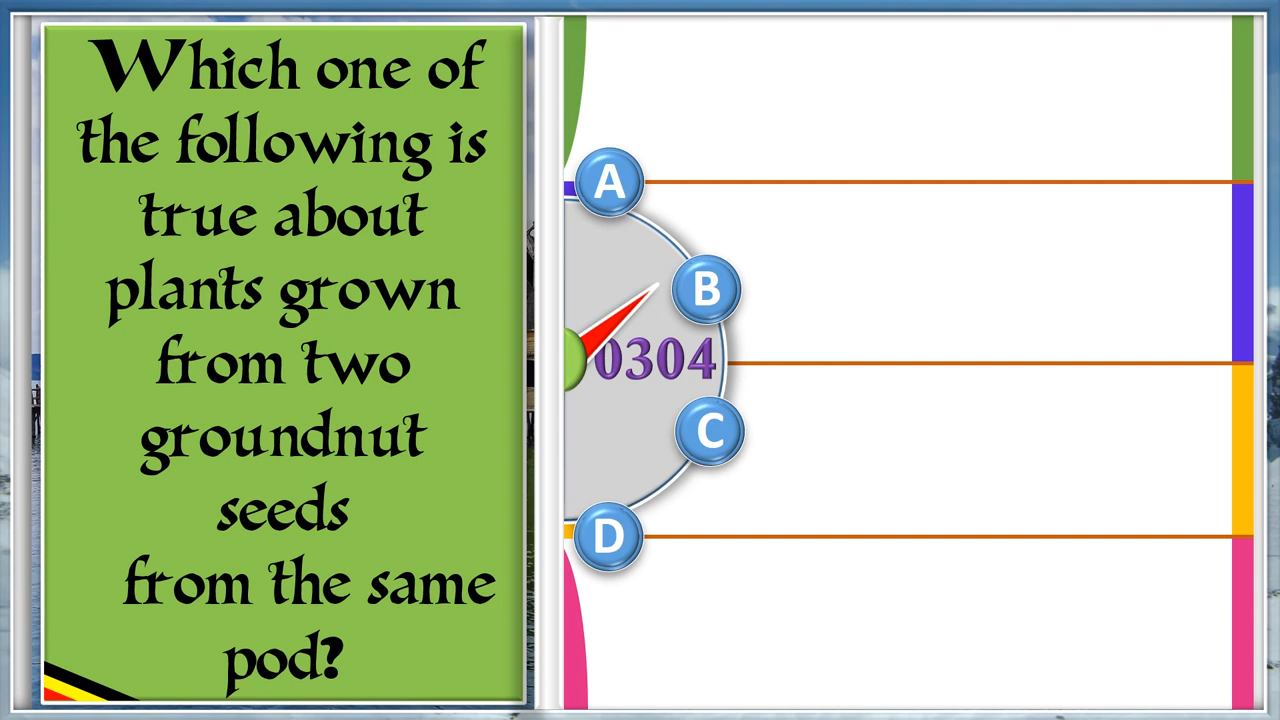 Which one of
the following is
true about
plants grown
from two
groundnut
seeds
from the same
pod?
A
B
0304
C
D